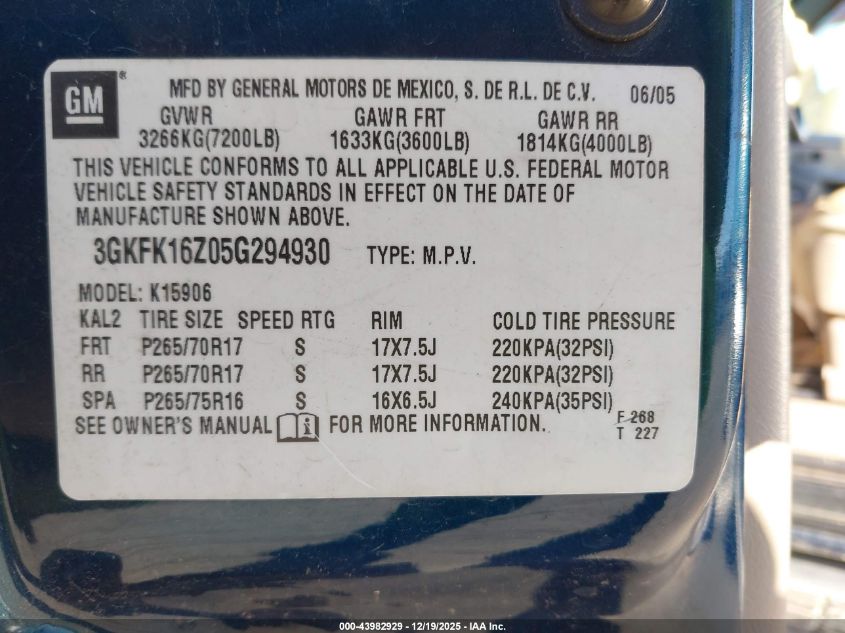 GM ® MFD BY GENERAL MOTORS DE MEXICO, S. DE R.L. DE C.V. 06/05
GVWR GAWR FRT GAWR RR
3266KG(7200LB) 1633KG(3600LB) 1814KG(4000LB)
THIS VEHICLE CONFORMS TO ALL APPLICABLE U.S. FEDERAL MOTOR
VEHICLE SAFETY STANDARDS IN EFFECT ON THE DATE OF
MANUFACTURE SHOWN ABOVE.
3GKFK16Z05G294930 TYPE: M.P.V.
MODEL: K15906
KAL2 TIRE SIZE SPEED RTG RIM COLD TIRE PRESSURE
FRT P265/70R17 S 17X7.5J 220KPA(32PSI)
RR P265/70R17 S 17X7.5J 220KPA(32PSI)
SPA P265/75R16 S 16X6.5J 240KPA(35PSI)
SEE OWNER'S MANUAL i FOR MORE INFORMATION. F 268
T 227
000-43982929 - 12/19/2025 - IAA Inc.